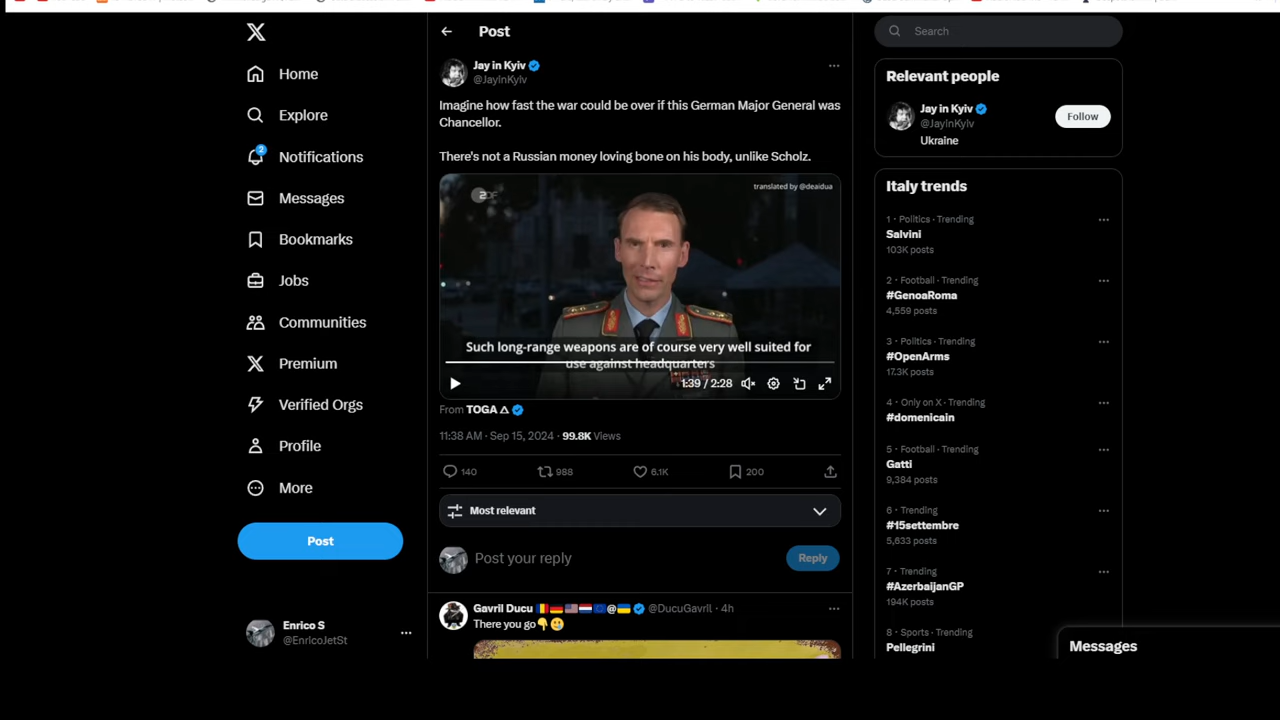 Home
Explore
2
Notifications
Messages
Bookmarks
Jobs
Communities
Premium
Verified Orgs
Profile
More
Post
Enrico S
@EnricoJetSt
Post
Jay in Kyiv
@JayinKyiv
Imagine how fast the war could be over if this German Major General was
Chancellor.
There's not a Russian money loving bone on his body, unlike Scholz.
ZDF
translated by @deaidua
Such long-range weapons are of course very well suited for
use against headquarters
1:39 / 2:28
From TOGA
11:38 AM · Sep 15, 2024 · 99.8K Views
140
988
6.1K
200
Most relevant
Post your reply
Reply
Gavril Ducu @ @DucuGavril · 4h
There you go
Search
Relevant people
Jay in Kyiv
@JayinKyiv
Follow
Ukraine
Italy trends
1 · Politics · Trending
Salvini
103K posts
2 · Football · Trending
#GenoaRoma
4,559 posts
3 · Politics · Trending
#OpenArms
17.3K posts
4 · Only on X · Trending
#domenicain
5 · Football · Trending
Gatti
9,384 posts
6 · Trending
#15settembre
5,633 posts
7 · Trending
#AzerbaijanGP
194K posts
8 · Sports · Trending
Pellegrini
Messages